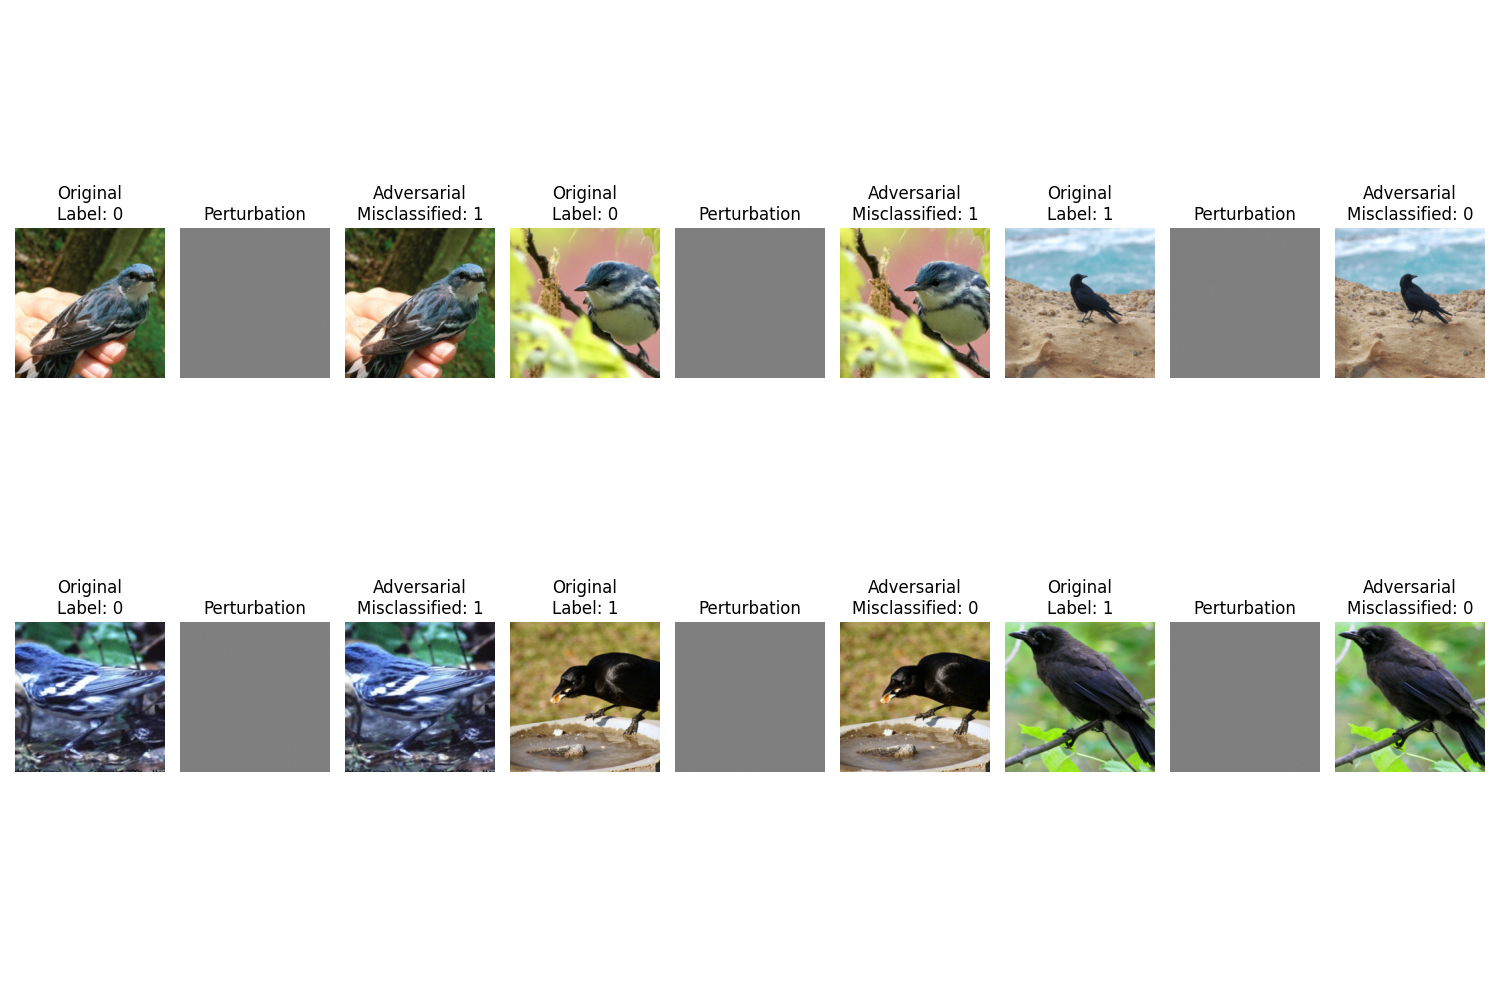 Original
Label: 0
Perturbation
Adversarial
Misclassified: 1
Original
Label: 0
Perturbation
Adversarial
Misclassified: 1
Original
Label: 1
Perturbation
Adversarial
Misclassified: 0
Original
Label: 0
Perturbation
Adversarial
Misclassified: 1
Original
Label: 1
Perturbation
Adversarial
Misclassified: 0
Original
Label: 1
Perturbation
Adversarial
Misclassified: 0